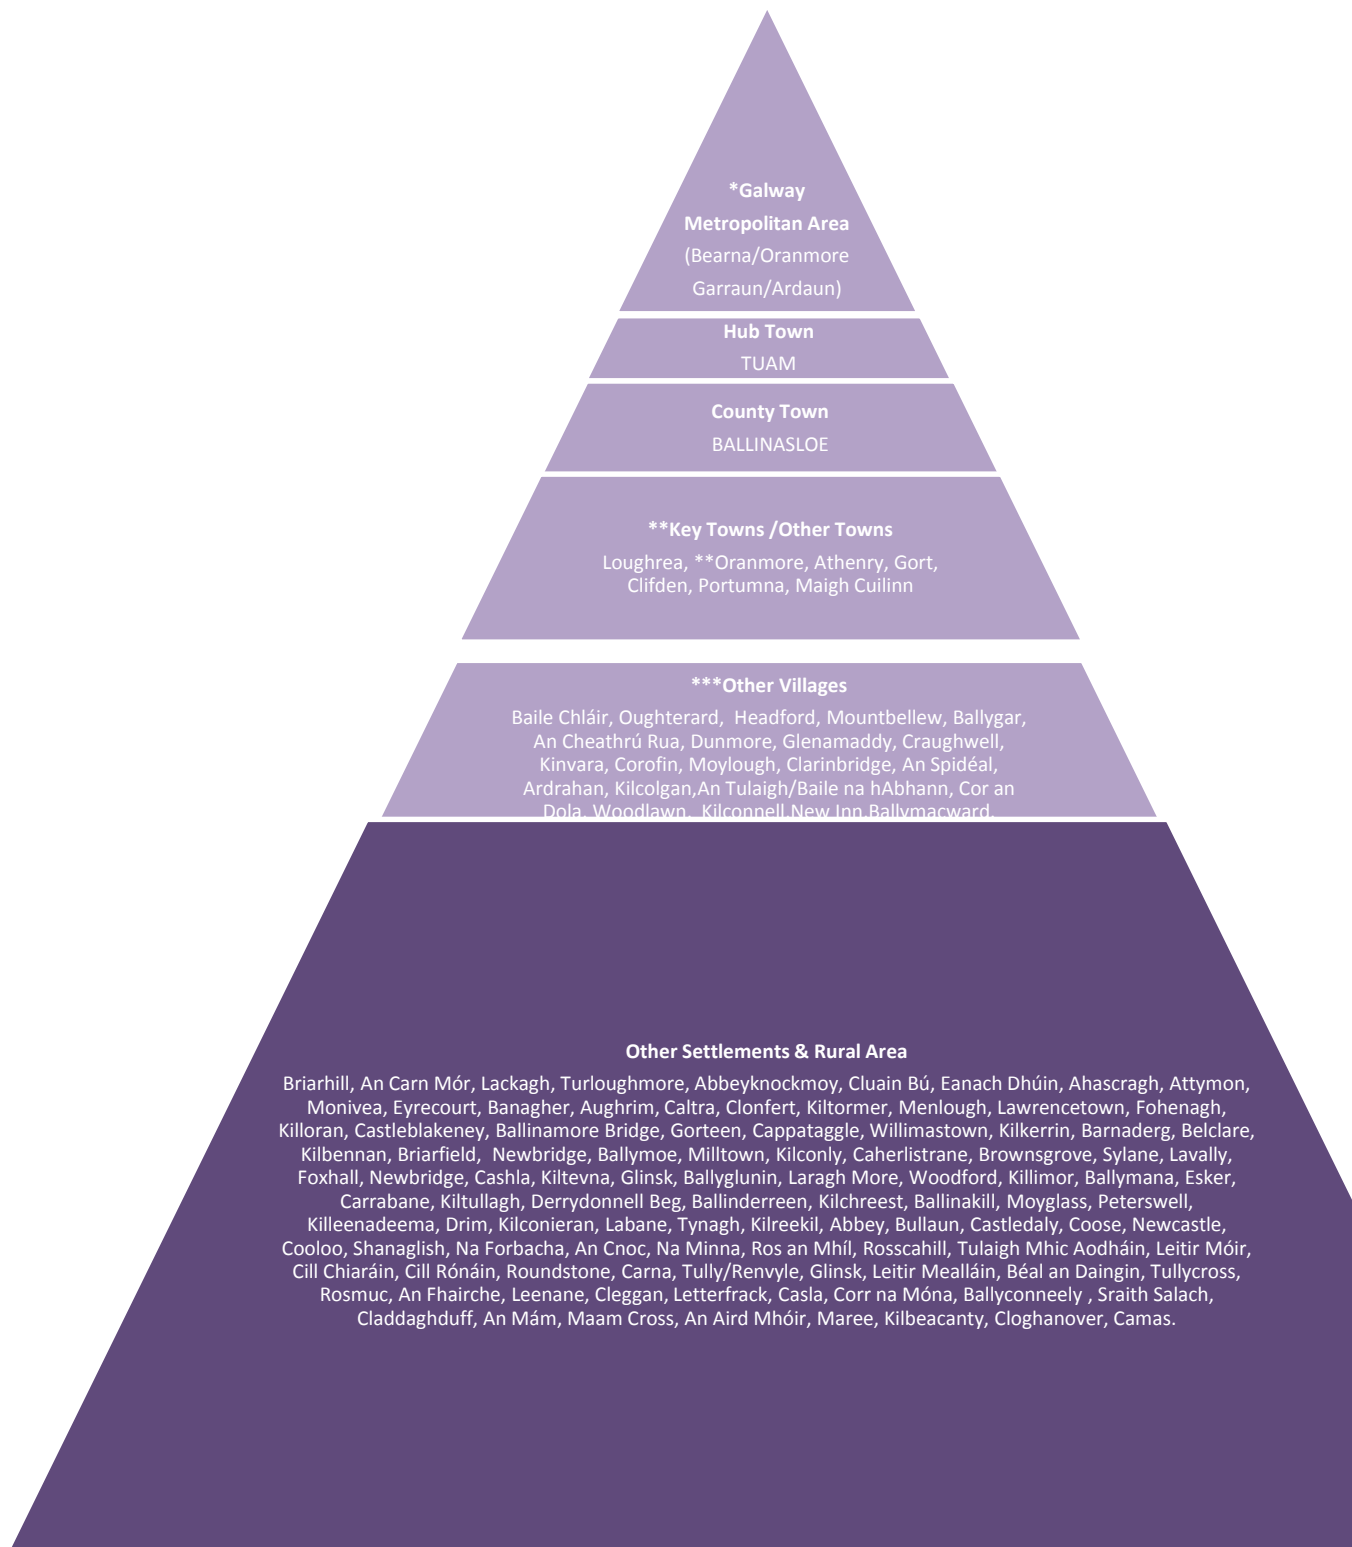 *Galway
Metropolitan Area
(Bearna/Oranmore
Garraun/Ardaun)
Hub Town
TUAM
County Town
BALLINASLOE
**Key Towns /Other Towns
Loughrea, **Oranmore, Athenry, Gort,
Clifden, Portumna, Maigh Cuilinn
***Other Villages
Baile Chláir, Oughterard,  Headford, Mountbellew, Ballygar,
An Cheathrú Rua, Dunmore, Glenamaddy, Craughwell,
Kinvara, Corofin, Moylough, Clarinbridge, An Spidéal,
Ardrahan, Kilcolgan,An Tulaigh/Baile na hAbhann, Cor an
Dola, Woodlawn,  Kilconnell,New Inn,Ballymacward,
Other Settlements & Rural Area
Briarhill, An Carn Mór, Lackagh, Turloughmore, Abbeyknockmoy, Cluain Bú, Eanach Dhúin, Ahascragh, Attymon,
Monivea, Eyrecourt, Banagher, Aughrim, Caltra, Clonfert, Kiltormer, Menlough, Lawrencetown, Fohenagh,
Killoran, Castleblakeney, Ballinamore Bridge, Gorteen, Cappataggle, Willimastown, Kilkerrin, Barnaderg, Belclare,
Kilbennan, Briarfield,  Newbridge, Ballymoe, Milltown, Kilconly, Caherlistrane, Brownsgrove, Sylane, Lavally,
Foxhall, Newbridge, Cashla, Kiltevna, Glinsk, Ballyglunin, Laragh More, Woodford, Killimor, Ballymana, Esker,
Carrabane, Kiltullagh, Derrydonnell Beg, Ballinderreen, Kilchreest, Ballinakill, Moyglass, Peterswell,
Killeenadeema, Drim, Kilconieran, Labane, Tynagh, Kilreekil, Abbey, Bullaun, Castledaly, Coose, Newcastle,
Cooloo, Shanaglish, Na Forbacha, An Cnoc, Na Minna, Ros an Mhíl, Rosscahill, Tulaigh Mhic Aodháin, Leitir Móir,
Cill Chiaráin, Cill Rónáin, Roundstone, Carna, Tully/Renvyle, Glinsk, Leitir Mealláin, Béal an Daingin, Tullycross,
Rosmuc, An Fhairche, Leenane, Cleggan, Letterfrack, Casla, Corr na Móna, Ballyconneely , Sraith Salach,
Claddaghduff, An Mám, Maam Cross, An Aird Mhóir, Maree, Kilbeacanty, Cloghanover, Camas.